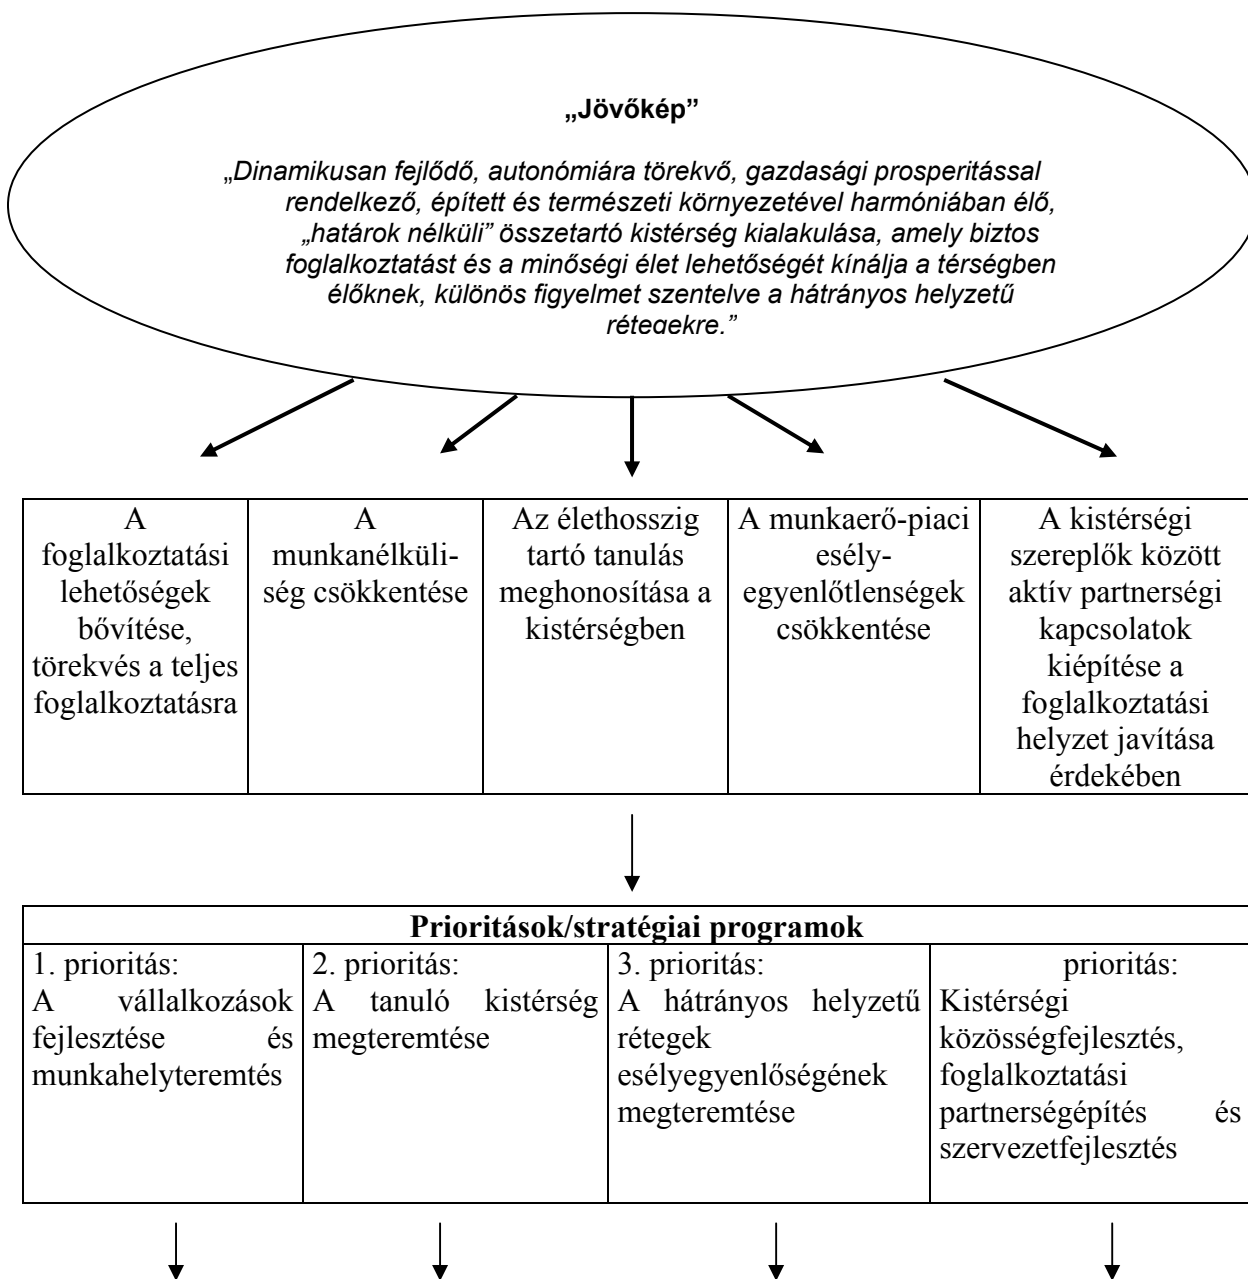 „Jövőkép”
„Dinamikusan fejlődő, autonómiára törekvő, gazdasági prosperitással
rendelkező, épített és természeti környezetével harmóniában élő,
„határok nélküli” összetartó kistérség kialakulása, amely biztos
foglalkoztatást és a minőségi élet lehetőségét kínálja a térségben
élőknek, különös figyelmet szentelve a hátrányos helyzetű
rétegekre.”
A
foglalkoztatási
lehetőségek
bővítése,
törekvés a teljes
foglalkoztatásra
A
munkanélküli-
ség csökkentése
Az élethosszig
tartó tanulás
meghonosítása a
kistérségben
A munkaerő-piaci
esély-
egyenlőtlenségek
csökkentése
A kistérségi
szereplők között
aktív partnerségi
kapcsolatok
kiépítése a
foglalkoztatási
helyzet javítása
érdekében
Prioritások/stratégiai programok
1. prioritás:
A vállalkozások
fejlesztése és
munkahelyteremtés
2. prioritás:
A tanuló kistérség
megteremtése
3. prioritás:
A hátrányos helyzetű
rétegek
esélyegyenlőségének
megteremtése
prioritás:
Kistérségi
közösségfejlesztés,
foglalkoztatási
partnerségépítés és
szervezetfejlesztés